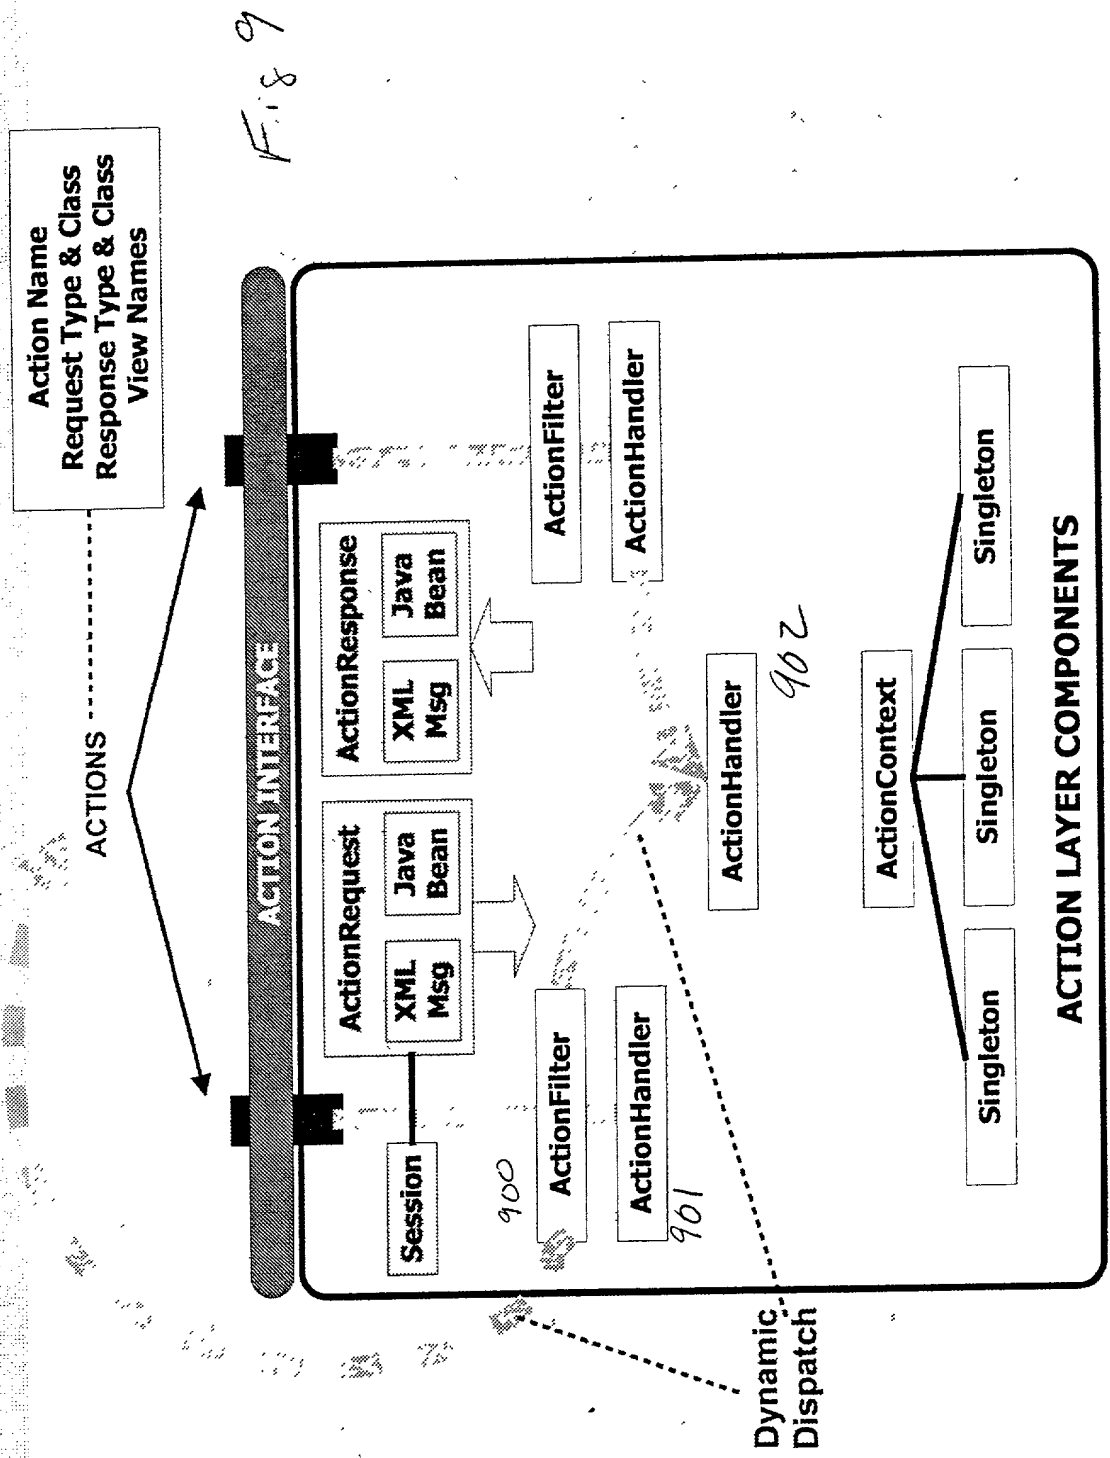 Fig 9
Action Name
Request Type & Class
Response Type & Class
View Names
ACTIONS
ACTION INTERFACE
ActionRequest
XML
Msg
Java
Bean
ActionResponse
XML
Msg
Java
Bean
Session
900
ActionFilter
ActionHandler
901
ActionFilter
ActionHandler
ActionHandler
902
Dynamic
Dispatch
ActionContext
Singleton
Singleton
Singleton
ACTION LAYER COMPONENTS